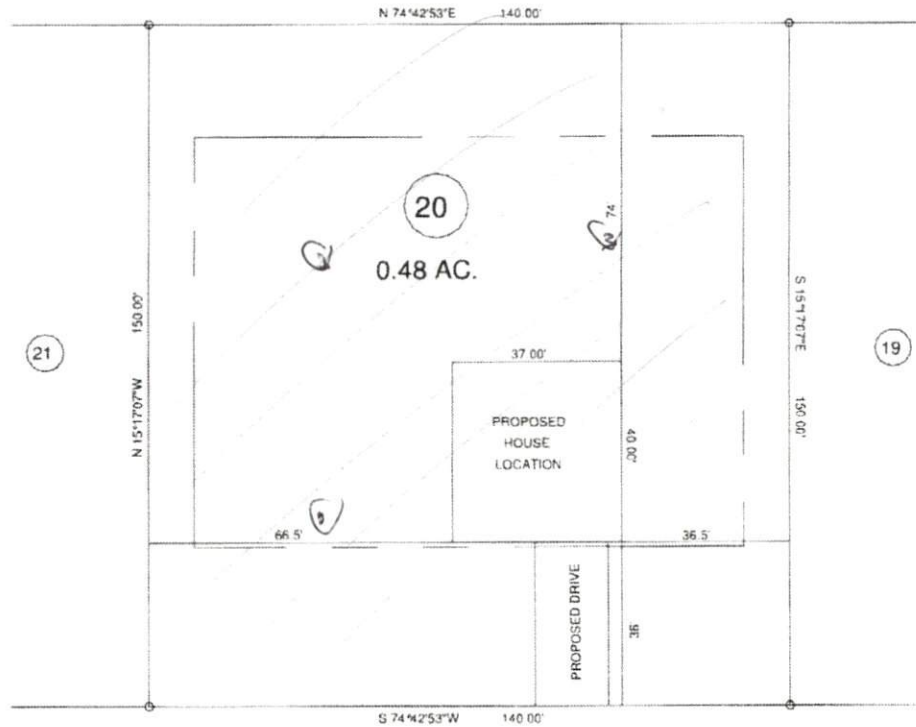 N 74°42'53"E 140.00'
20
74
0.48 AC.
N 15°17'07"W 150.00'
S 15°17'07"E 150.00'
21
19
37.00'
PROPOSED
HOUSE
LOCATION
40.00'
66.5'
36.5'
PROPOSED DRIVE
36'
S 74°42'53"W 140.00'